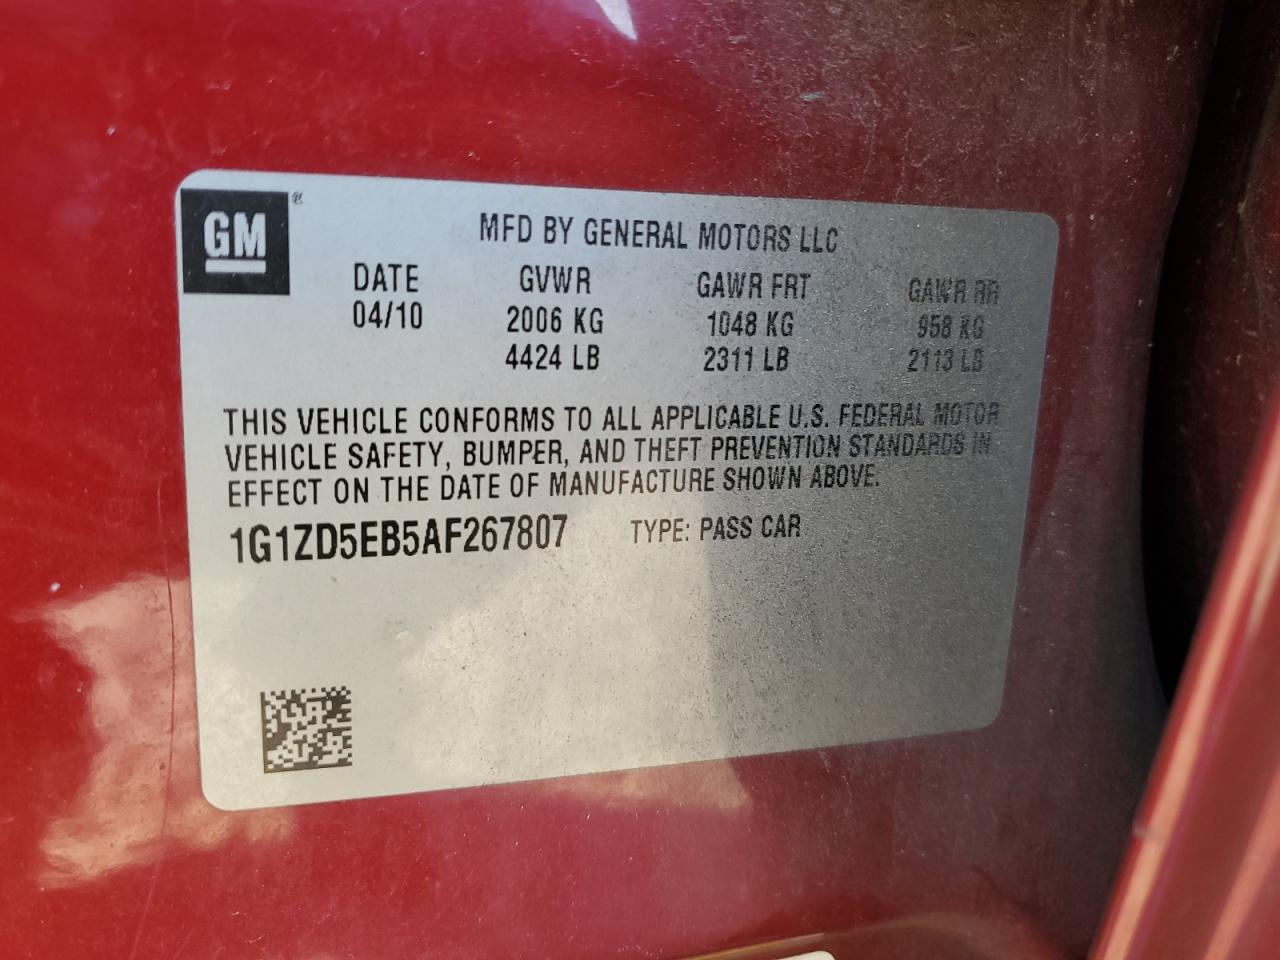 GM®
MFD BY GENERAL MOTORS LLC
DATE GVWR GAWR FRT GAWR RR
04/10 2006 KG 1048 KG 958 KG
4424 LB 2311 LB 2113 LB
THIS VEHICLE CONFORMS TO ALL APPLICABLE U.S. FEDERAL MOTOR
VEHICLE SAFETY, BUMPER, AND THEFT PREVENTION STANDARDS IN
EFFECT ON THE DATE OF MANUFACTURE SHOWN ABOVE.
1G1ZD5EB5AF267807 TYPE: PASS CAR